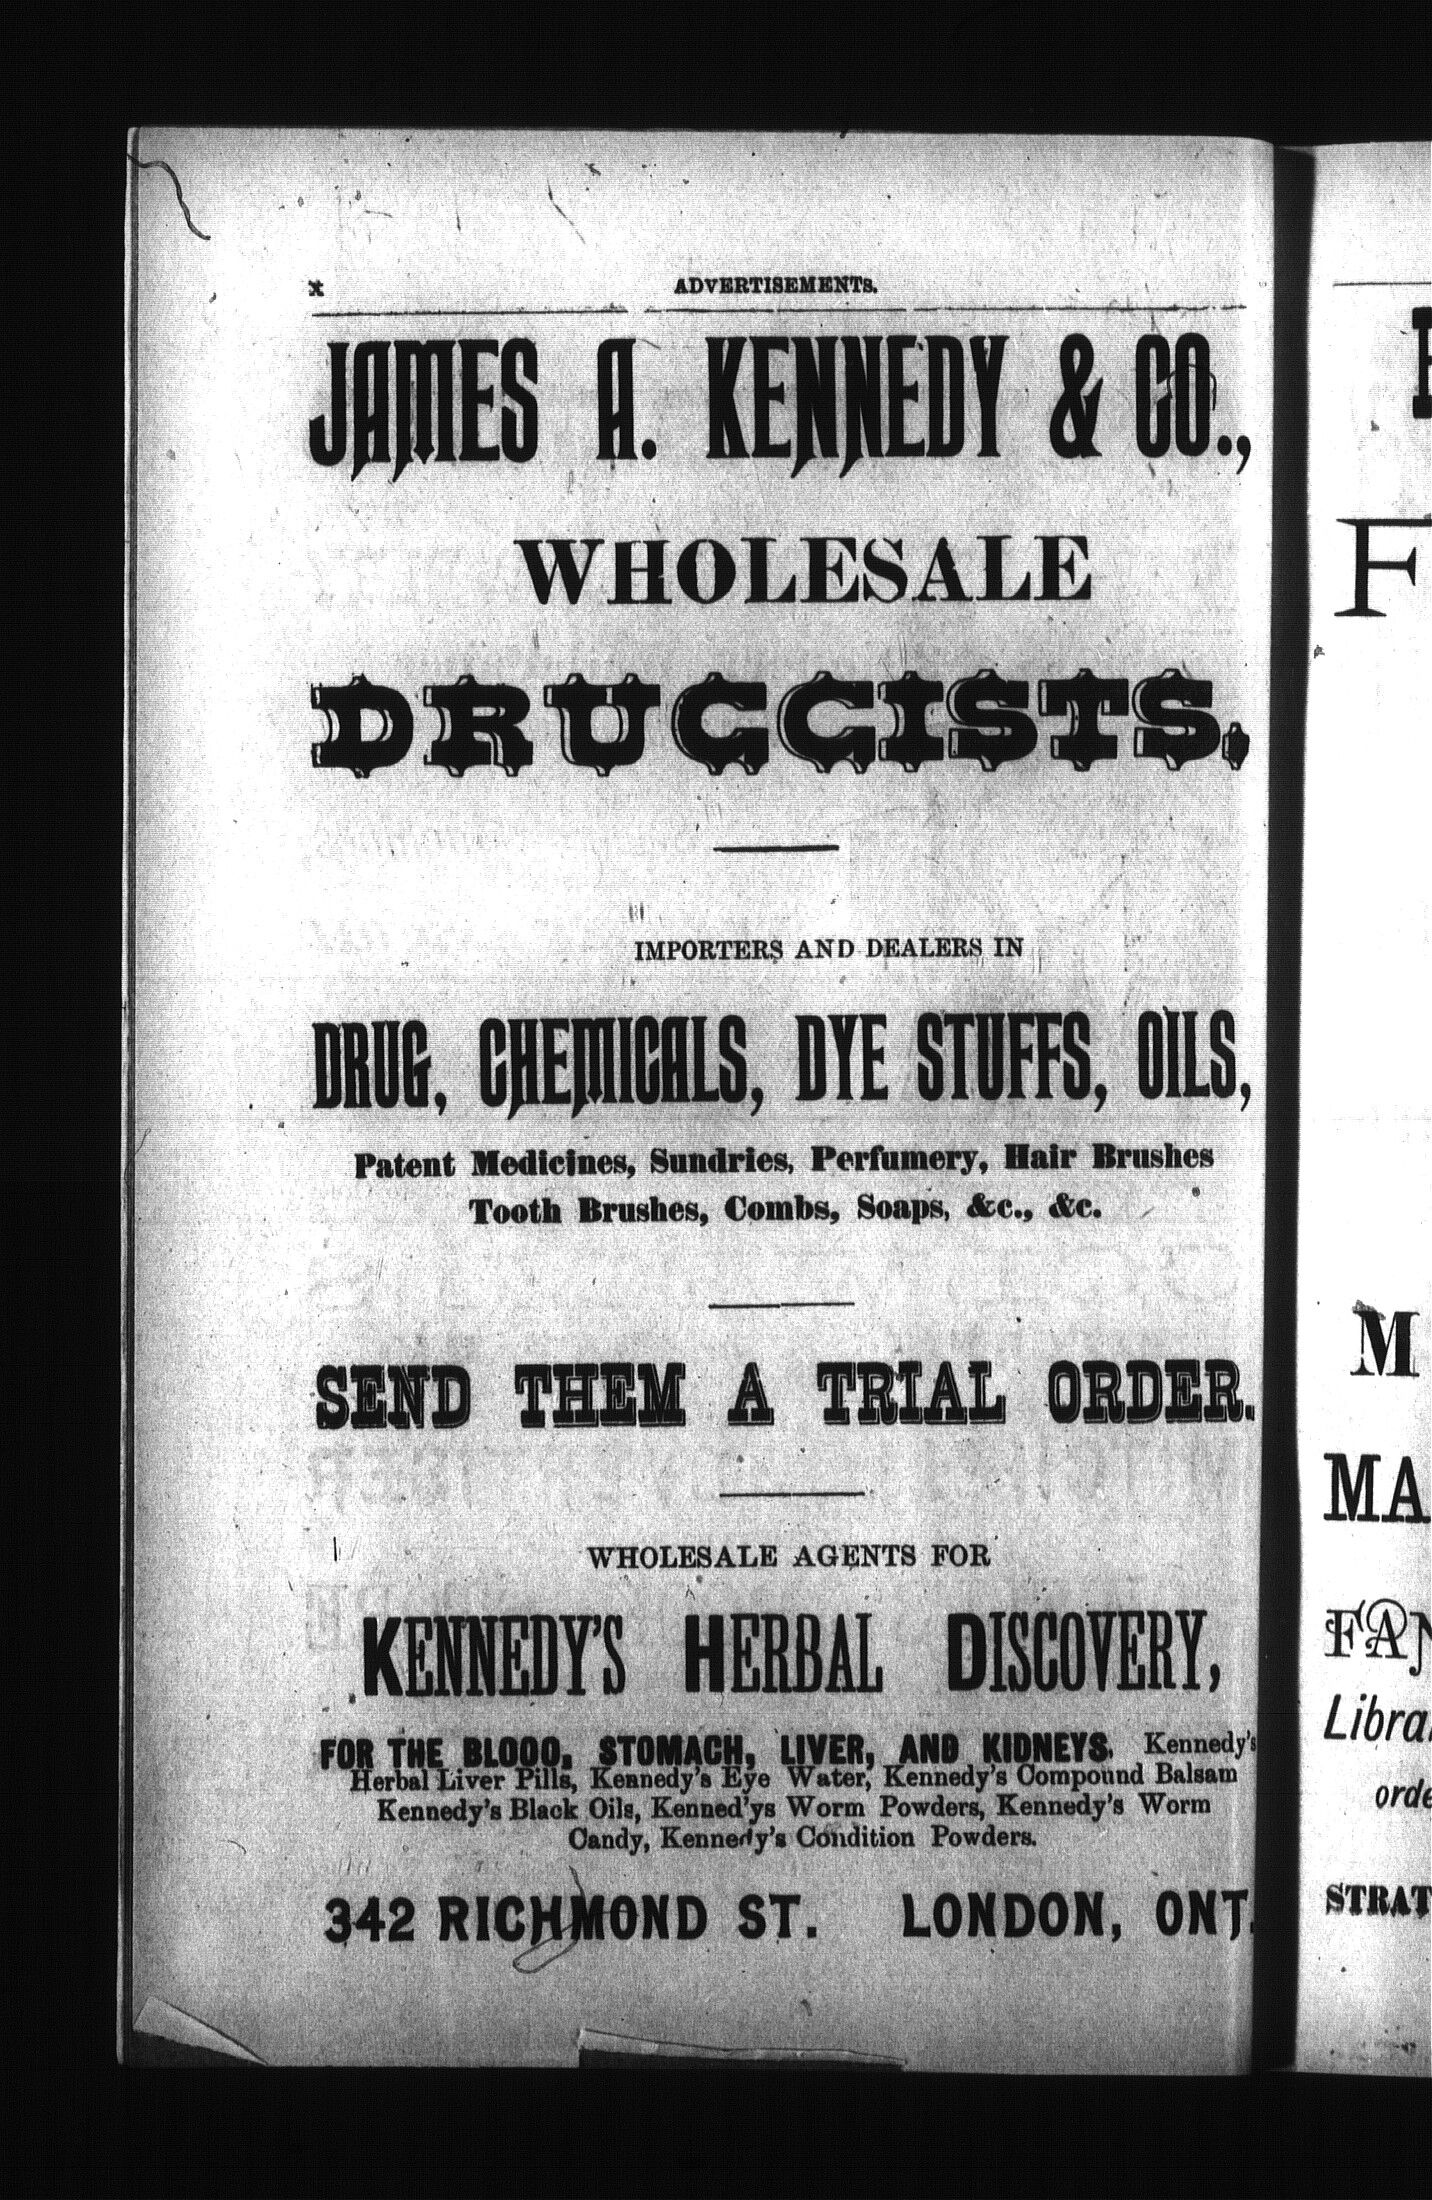 x ADVERTISEMENTS.
JAMES A. KENNEDY & CO.,
WHOLESALE
DRUGGISTS.
IMPORTERS AND DEALERS IN
DRUG, CHEMICALS, DYE STUFFS, OILS,
Patent Medicines, Sundries, Perfumery, Hair Brushes
Tooth Brushes, Combs, Soaps, &c., &c.
SEND THEM A TRIAL ORDER.
WHOLESALE AGENTS FOR
KENNEDY'S HERBAL DISCOVERY,
FOR THE BLOOO, STOMACH, LIVER, AND KIDNEYS. Kennedy's
Herbal Liver Pills, Kennedy's Eye Water, Kennedy's Compound Balsam
Kennedy's Black Oils, Kenned'ys Worm Powders, Kennedy's Worm
Candy, Kennedy's Condition Powders.
342 RICHMOND ST. LONDON, ONT.
F
M
MA
FAN
Librar
orde
STRAT